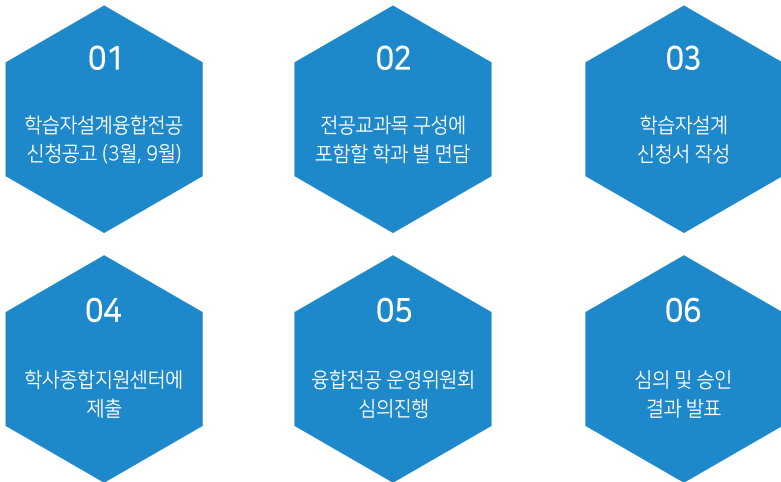 01
학습자설계융합전공
신청공고 (3월, 9월)
02
전공교과목 구성에
포함할 학과 별 면담
03
학습자설계
신청서 작성
04
학사종합지원센터에
제출
05
융합전공 운영위원회
심의진행
06
심의 및 승인
결과 발표